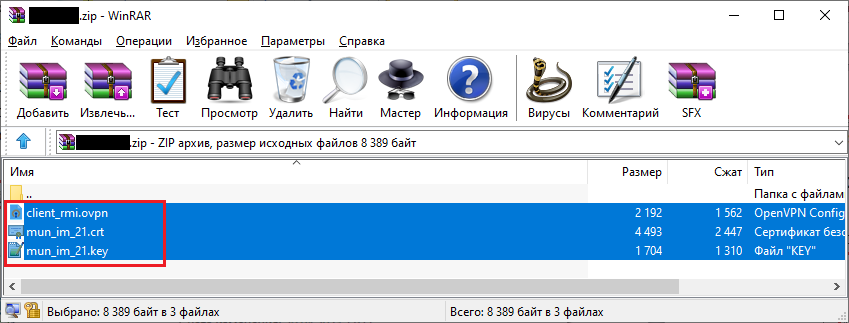 .zip - WinRAR
Файл Команды Операции Избранное Параметры Справка
Добавить Извлечь... Тест Просмотр Удалить Найти Мастер Информация Вирусы Комментарий SFX
.zip - ZIP архив, размер исходных файлов 8 389 байт
Имя Размер Сжат Тип
.. Папка с файлам
client_rmi.ovpn 2 192 1 562 OpenVPN Config
mun_im_21.crt 4 493 2 447 Сертификат безо
mun_im_21.key 1 704 1 310 Файл "KEY"
Выбрано: 8 389 байт в 3 файлах Всего: 8 389 байт в 3 файлах